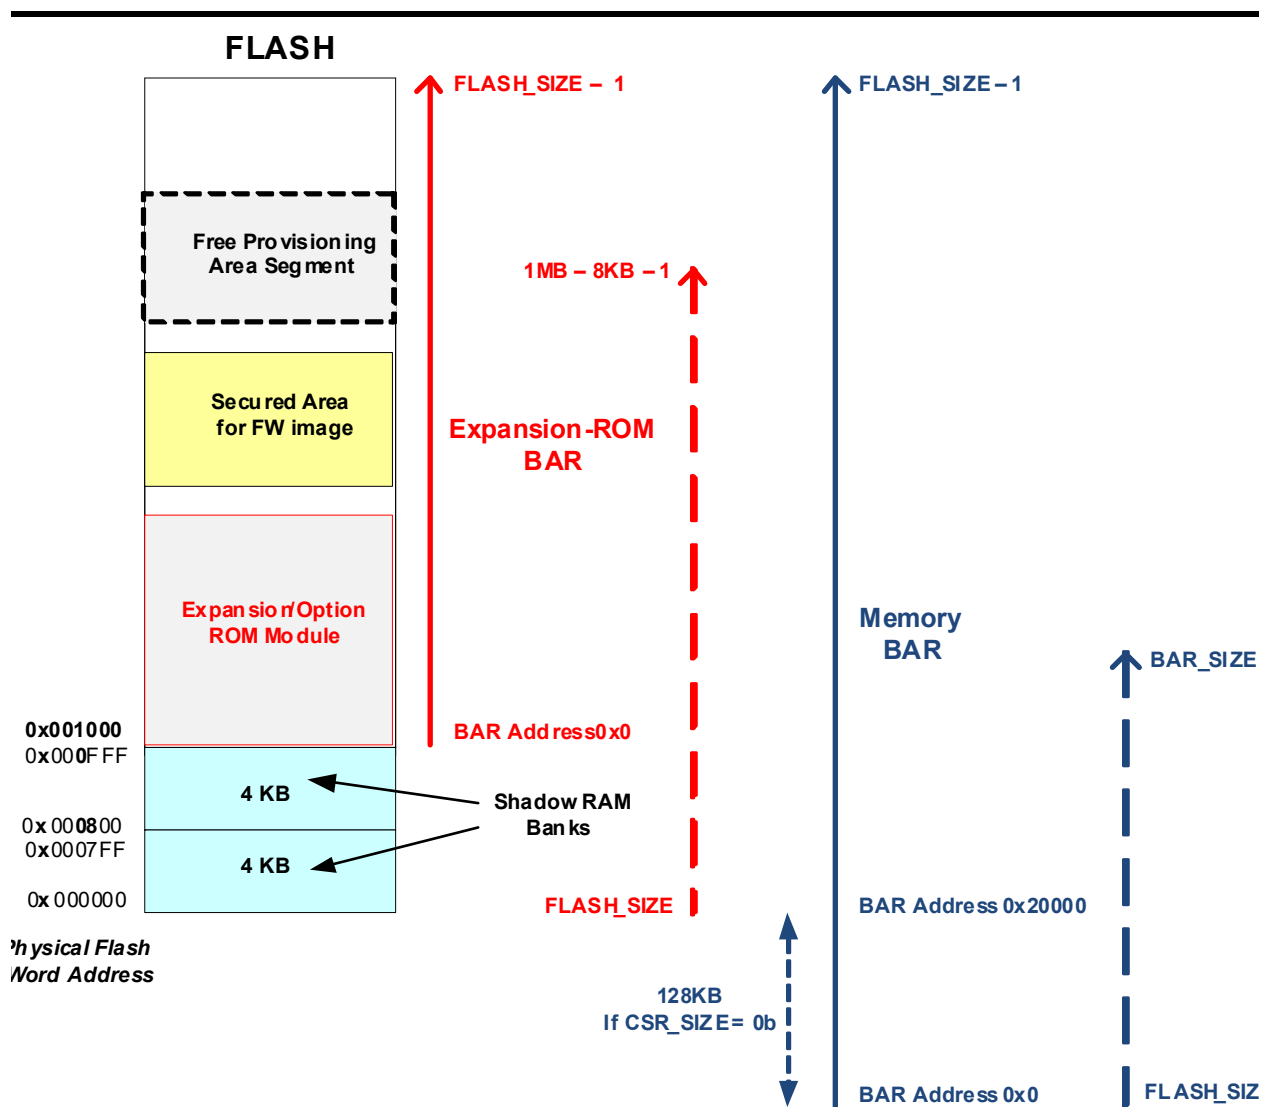 FLASH
FLASH_SIZE – 1
FLASH_SIZE – 1
Free Provisioning
Area Segment
1MB – 8KB – 1
Secured Area
for FW image
Expansion-ROM
BAR
Expansion/Option
ROM Module
Memory
BAR
BAR_SIZE
0x001000
0x000FFF
BAR Address0x0
4 KB
Shadow RAM
Banks
0x000800
0x0007FF
4 KB
0x000000
FLASH_SIZE
BAR Address 0x20000
Physical Flash
Word Address
128KB
If CSR_SIZE= 0b
BAR Address 0x0
FLASH_SIZ